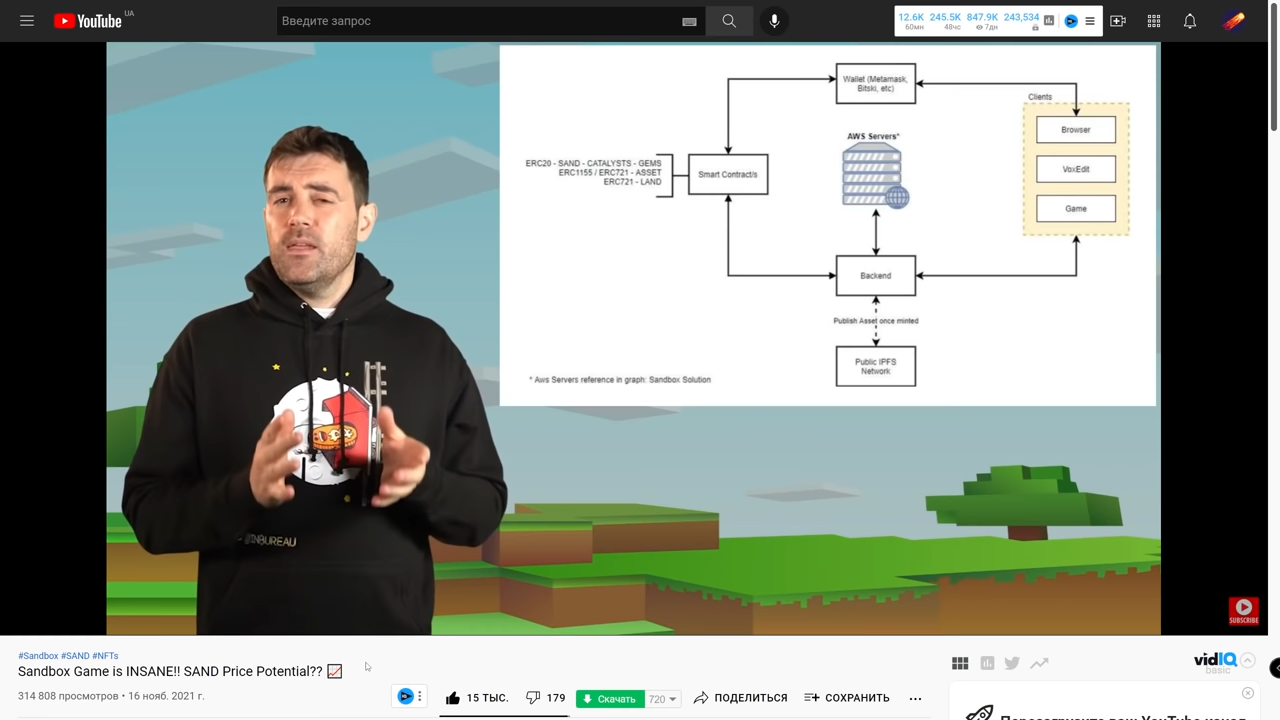 YouTube
UA
Введите запрос
12.6K 245.5K 847.9K 243,534
60мн 48чс 7дн
Wallet (Metamask,
Bitski, etc)
Clients
Browser
VoxEdit
Game
AWS Servers*
ERC20 - SAND - CATALYSTS - GEMS
ERC1155 / ERC721 - ASSET
ERC721 - LAND
Smart Contract/s
Backend
Publish Asset once minted
Public IPFS
Network
* Aws Servers reference in graph: Sandbox Solution
SUBSCRIBE
#Sandbox #SAND #NFTs
Sandbox Game is INSANE!! SAND Price Potential??
314 808 просмотров • 16 нояб. 2021 г.
15 ТЫС.
179
Скачать
720
ПОДЕЛИТЬСЯ
СОХРАНИТЬ
vidIQ
basic